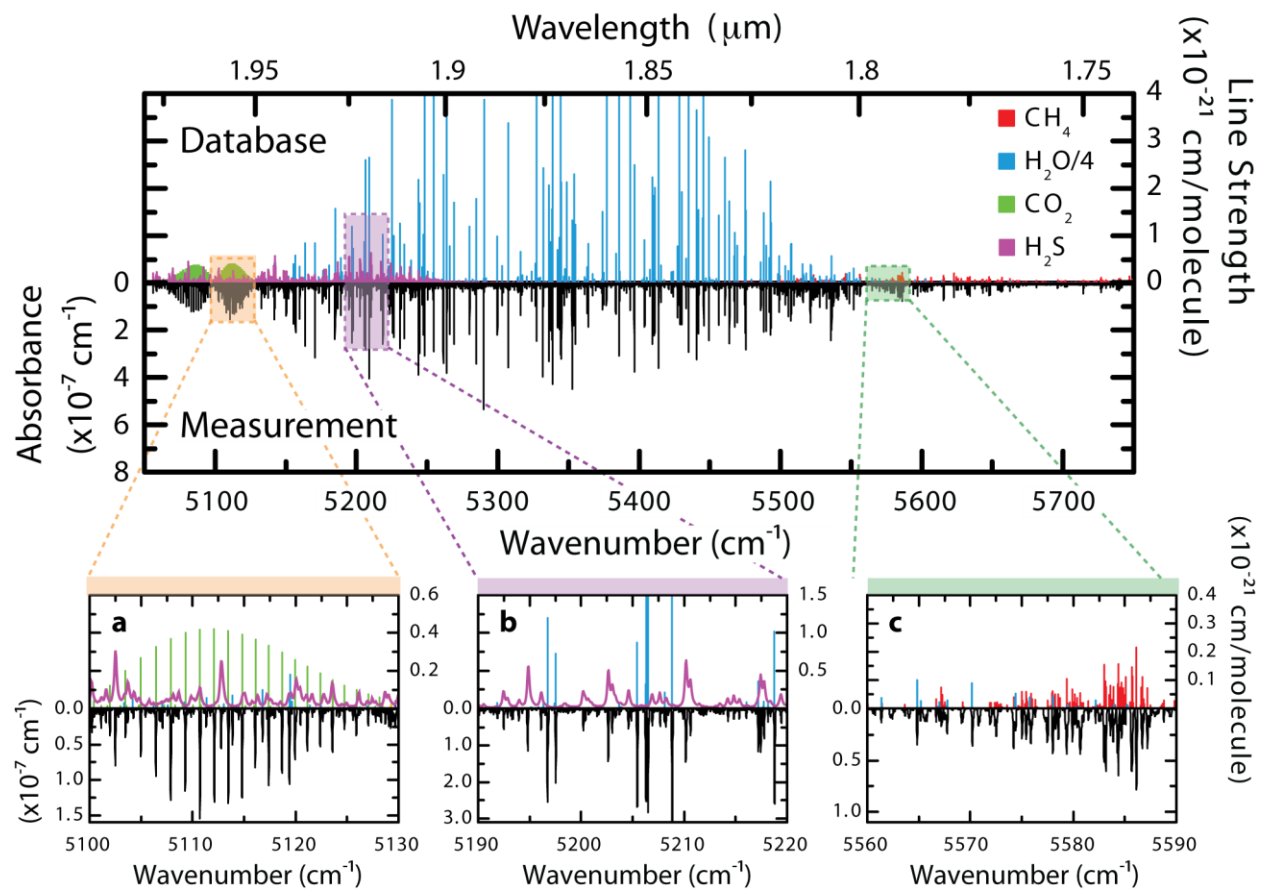 Wavelength (μm)
1.95 1.9 1.85 1.8 1.75
Line Strength
(x10⁻²¹ cm/molecule)
4
3
2
1
0
Database
CH₄
H₂O/4
CO₂
H₂S
Absorbance
(x10⁻⁷ cm⁻¹)
0
2
4
6
8
Measurement
5100 5200 5300 5400 5500 5600 5700
Wavenumber (cm⁻¹)
a
0.6
0.4
0.2
0.0
0.0
0.5
1.0
1.5
(x10⁻⁷ cm⁻¹)
5100 5110 5120 5130
Wavenumber (cm⁻¹)
b
1.5
1.0
0.5
0.0
0.0
1.0
2.0
3.0
5190 5200 5210 5220
Wavenumber (cm⁻¹)
c
0.4
0.3
0.2
0.1
0.0
0.5
1.0
(x10⁻²¹ cm/molecule)
5560 5570 5580 5590
Wavenumber (cm⁻¹)